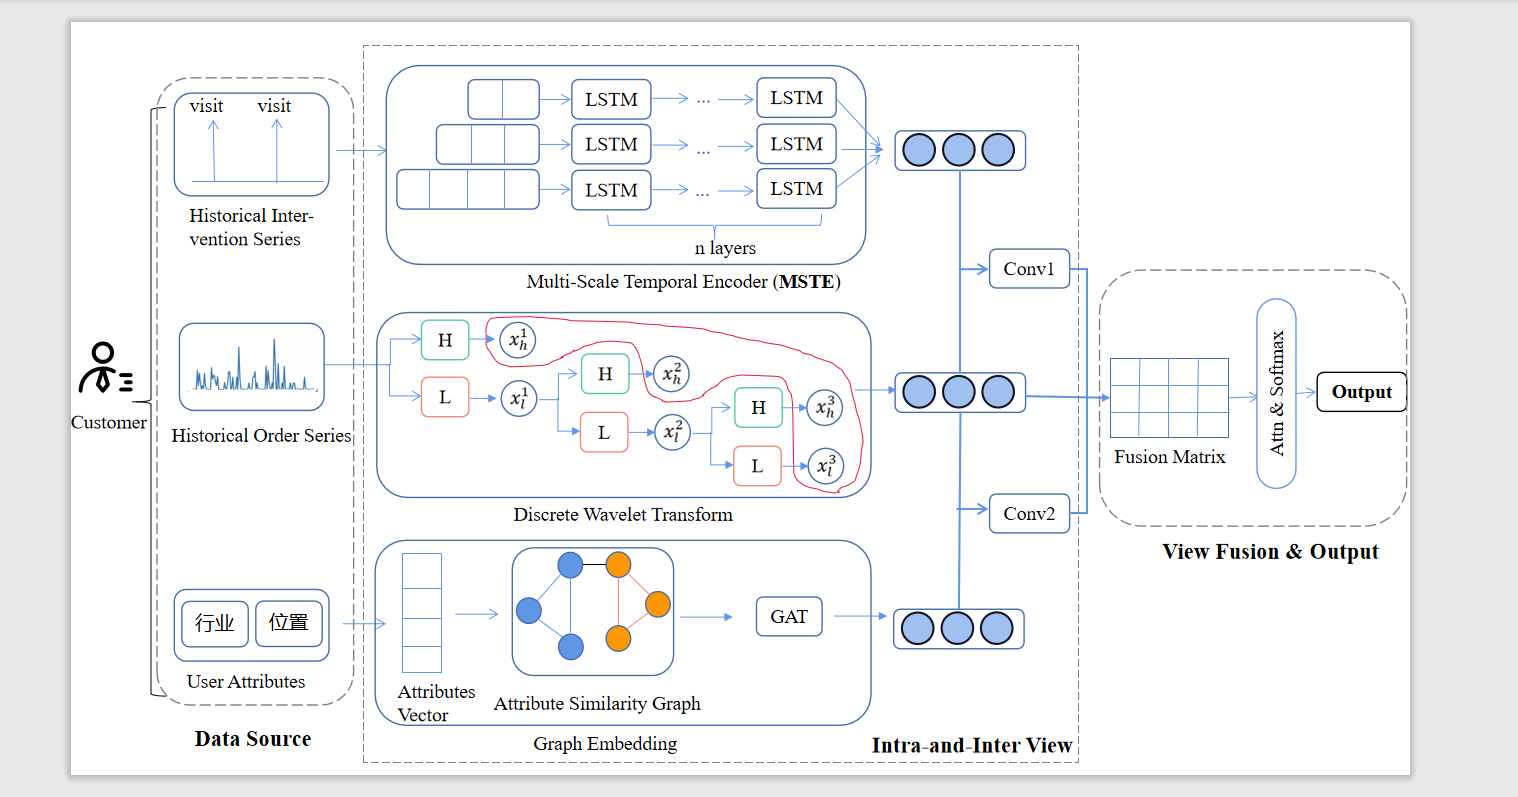 visit visit
Historical Inter-
vention Series
LSTM ... LSTM
LSTM ... LSTM
LSTM ... LSTM
n layers
Multi-Scale Temporal Encoder (MSTE)
Customer
Historical Order Series
H x_h^1
L x_l^1
H x_h^2
L x_l^2
H x_h^3
L x_l^3
Discrete Wavelet Transform
行业 位置
User Attributes
Data Source
Attributes
Vector
Attribute Similarity Graph
GAT
Graph Embedding
Conv1
Conv2
Intra-and-Inter View
Fusion Matrix
Attn & Softmax
Output
View Fusion & Output